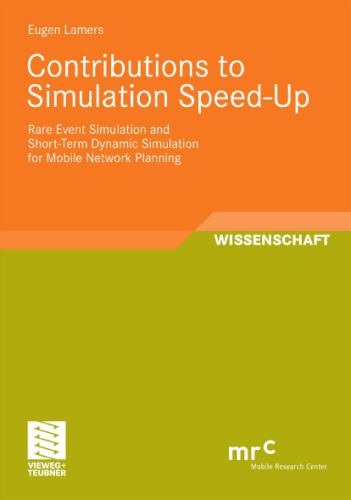 Eugen Lamers
Contributions to
Simulation Speed-Up
Rare Event Simulation and
Short-Term Dynamic Simulation
for Mobile Network Planning
WISSENSCHAFT
VIEWEG+
TEUBNER
mrc
Mobile Research Center